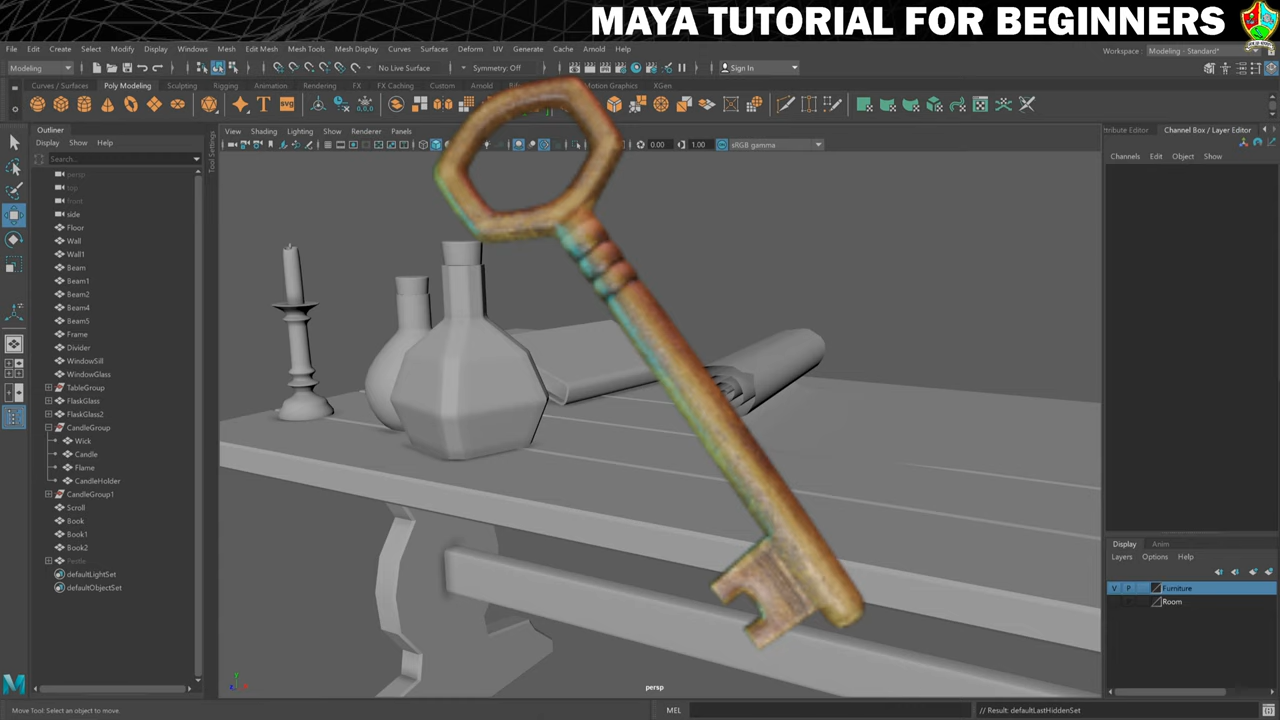 MAYA TUTORIAL FOR BEGINNERS
File Edit Create Select Modify Display Windows Mesh Edit Mesh Mesh Tools Mesh Display Curves Surfaces Deform UV Generate Cache Arnold Help
Workspace : Modeling - Standard*
Modeling No Live Surface Symmetry: Off Sign In
Curves / Surfaces Poly Modeling Sculpting Rigging Animation Rendering FX FX Caching Custom Arnold Motion Graphics XGen
Outliner
Display Show Help
Search...
Tool Settings
View Shading Lighting Show Renderer Panels
0.00 1.00 sRGB gamma
Channel Box / Layer Editor
Channels Edit Object Show
persp
top
front
side
Floor
Wall
Wall1
Beam
Beam1
Beam2
Beam4
Beam5
Frame
Divider
WindowSill
WindowGlass
TableGroup
FlaskGlass
FlaskGlass2
CandleGroup
Wick
Candle
Flame
CandleHolder
CandleGroup1
Scroll
Book
Book1
Book2
defaultLightSet
defaultObjectSet
persp
Display Anim
Layers Options Help
V P Furniture
Room
Move Tool: Select an object to move.
MEL
// Result: defaultLastHiddenSet